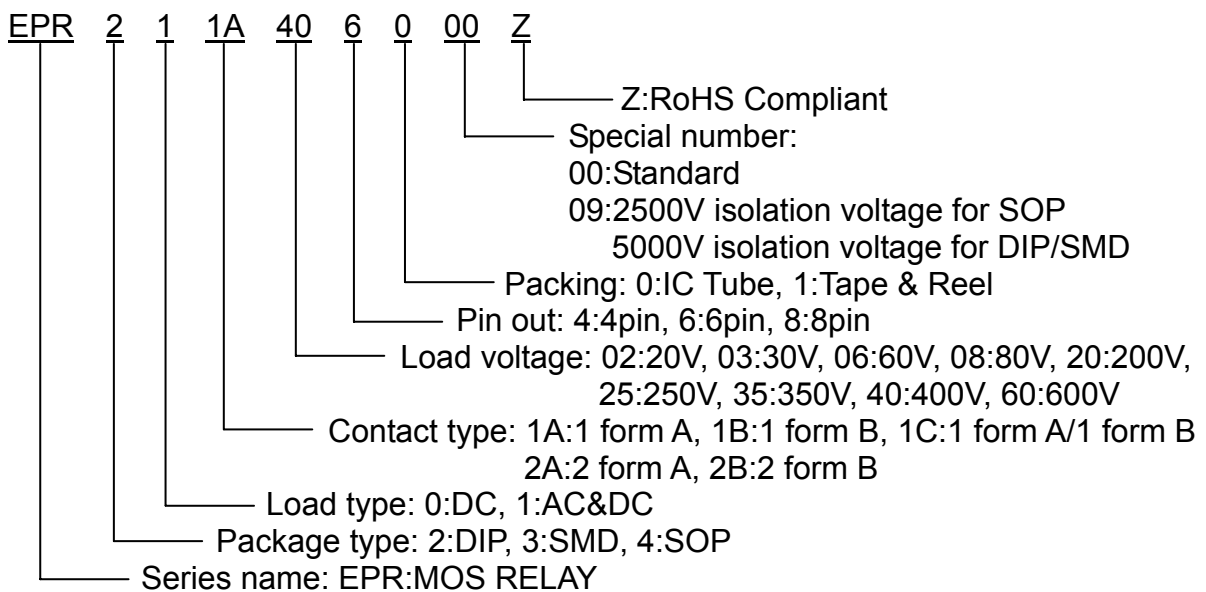 EPR 2 1 1A 40 6 0 00 Z
Z:RoHS Compliant
Special number:
00:Standard
09:2500V isolation voltage for SOP
5000V isolation voltage for DIP/SMD
Packing: 0:IC Tube, 1:Tape & Reel
Pin out: 4:4pin, 6:6pin, 8:8pin
Load voltage: 02:20V, 03:30V, 06:60V, 08:80V, 20:200V,
25:250V, 35:350V, 40:400V, 60:600V
Contact type: 1A:1 form A, 1B:1 form B, 1C:1 form A/1 form B
2A:2 form A, 2B:2 form B
Load type: 0:DC, 1:AC&DC
Package type: 2:DIP, 3:SMD, 4:SOP
Series name: EPR:MOS RELAY